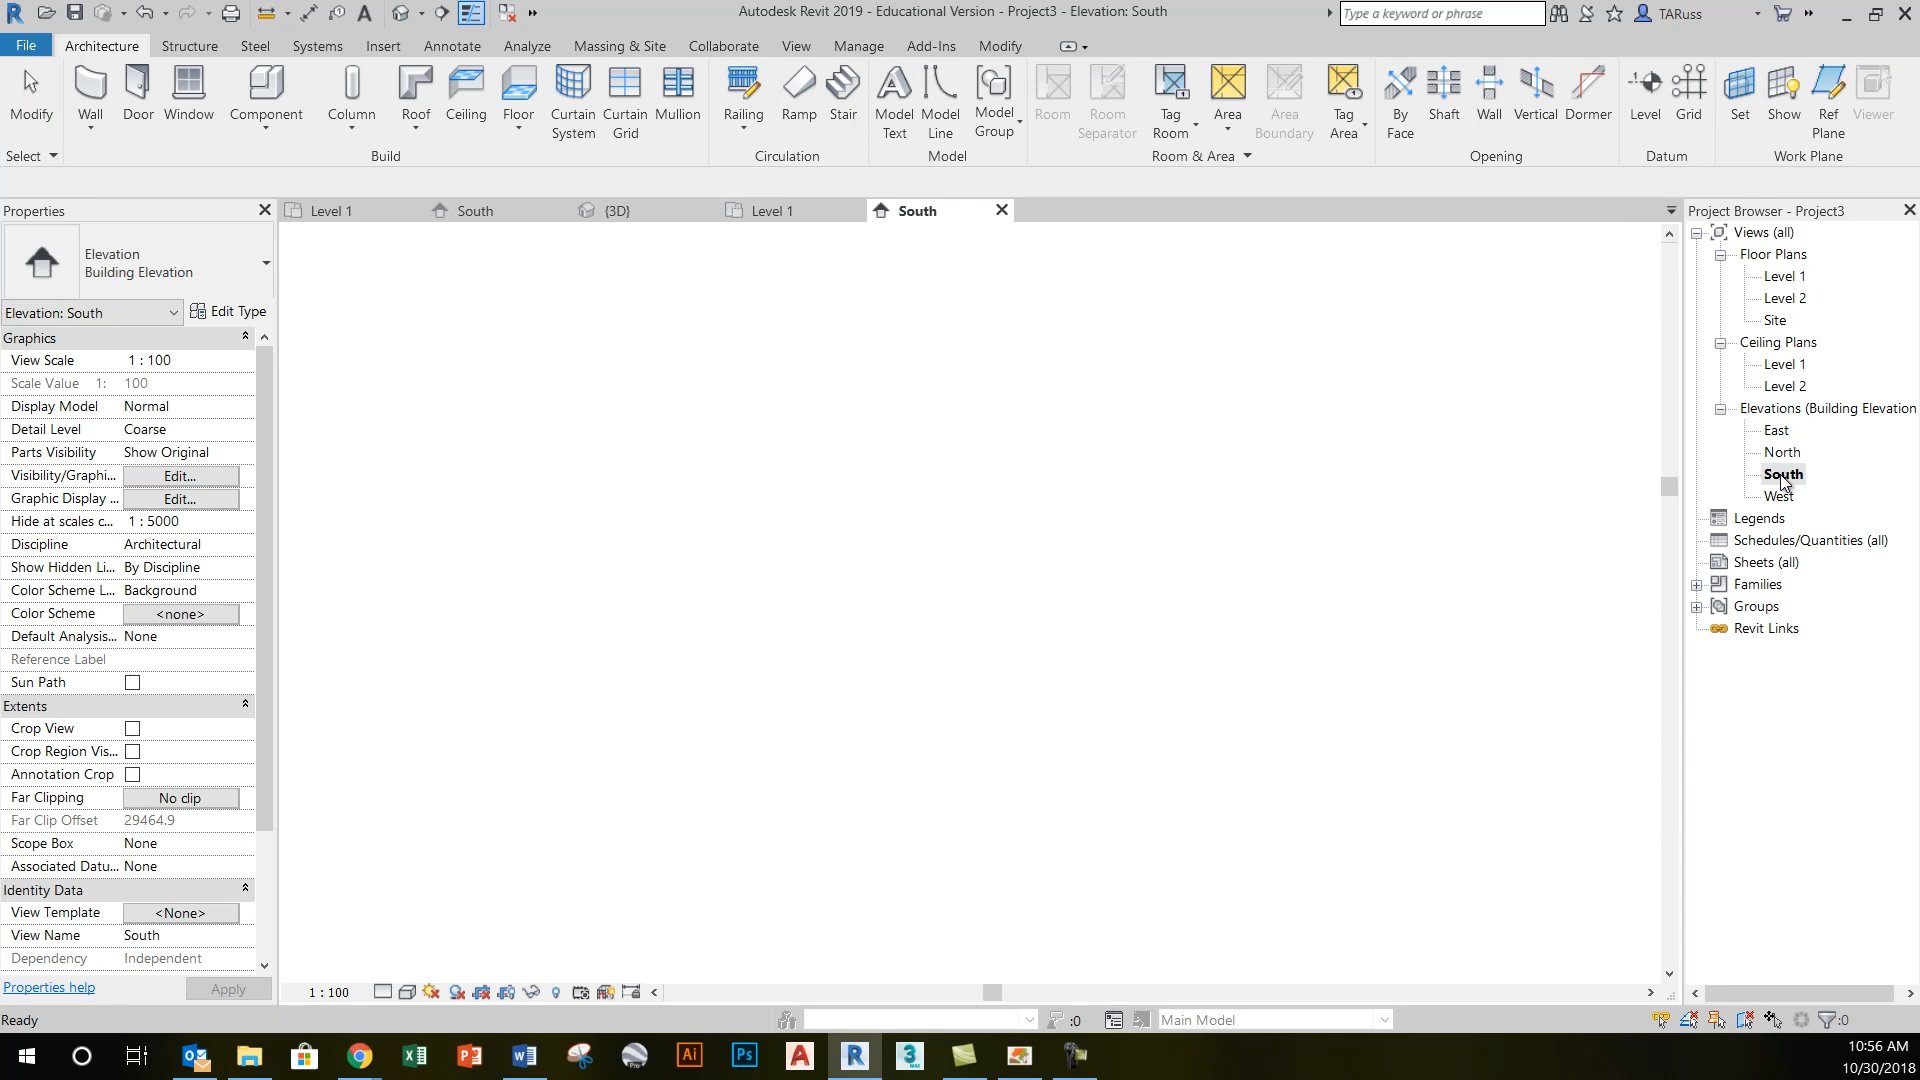 Autodesk Revit 2019 - Educational Version - Project3 - Elevation: South
Type a keyword or phrase
TARuss
File Architecture Structure Steel Systems Insert Annotate Analyze Massing & Site Collaborate View Manage Add-Ins Modify
Modify Wall Door Window Component Column Roof Ceiling Floor Curtain System Curtain Grid Mullion Railing Ramp Stair Model Text Model Line Model Group Room Room Separator Tag Room Area Area Boundary Tag Area By Face Shaft Wall Vertical Dormer Level Grid Set Show Ref Plane Viewer
Select Build Circulation Model Room & Area Opening Datum Work Plane
Properties
Level 1 South {3D} Level 1 South
Project Browser - Project3
Elevation
Building Elevation
Elevation: South Edit Type
Graphics
View Scale 1 : 100
Scale Value 1: 100
Display Model Normal
Detail Level Coarse
Parts Visibility Show Original
Visibility/Graphi... Edit...
Graphic Display ... Edit...
Hide at scales c... 1 : 5000
Discipline Architectural
Show Hidden Li... By Discipline
Color Scheme L... Background
Color Scheme <none>
Default Analysis... None
Reference Label
Sun Path
Extents
Crop View
Crop Region Vis...
Annotation Crop
Far Clipping No clip
Far Clip Offset 29464.9
Scope Box None
Associated Datu... None
Identity Data
View Template <None>
View Name South
Dependency Independent
Properties help Apply
Views (all)
Floor Plans
Level 1
Level 2
Site
Ceiling Plans
Level 1
Level 2
Elevations (Building Elevation
East
North
South
West
Legends
Schedules/Quantities (all)
Sheets (all)
Families
Groups
Revit Links
1 : 100
Ready
:0
Main Model
:0
10:56 AM
10/30/2018